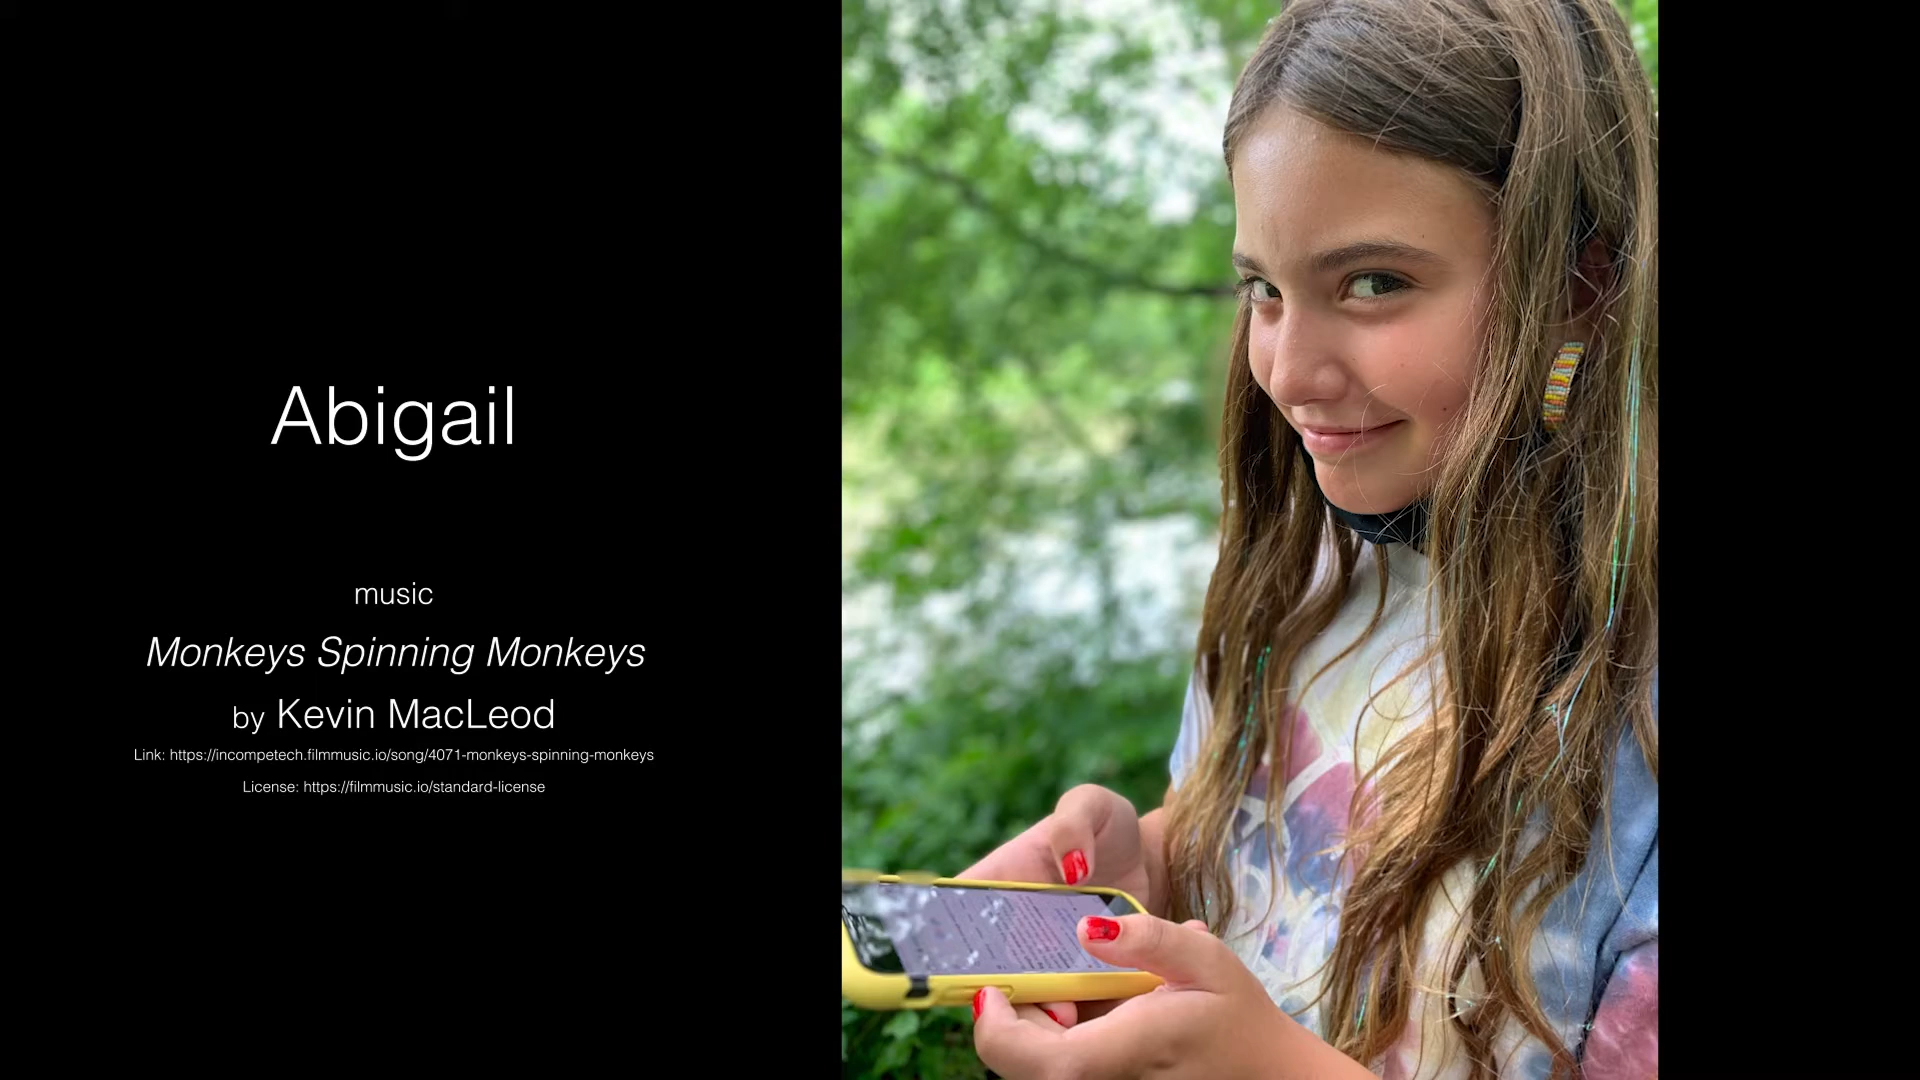 Abigail
music
Monkeys Spinning Monkeys
by Kevin MacLeod
Link: https://incompetech.filmmusic.io/song/4071-monkeys-spinning-monkeys
License: https://filmmusic.io/standard-license